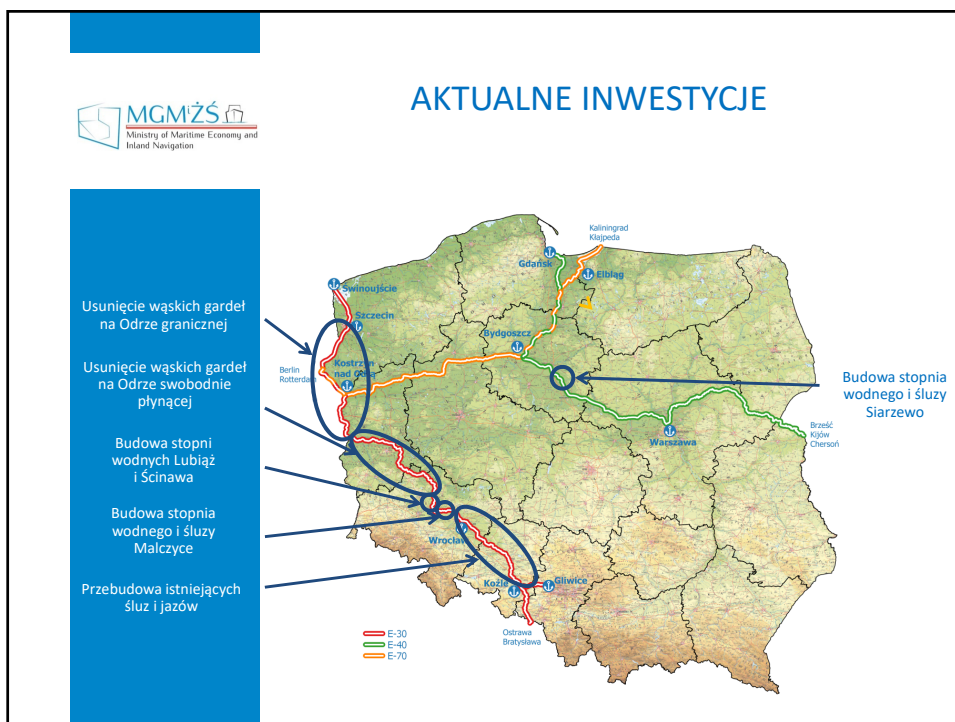 MGMiŻŚ
Ministry of Maritime Economy and
Inland Navigation
AKTUALNE INWESTYCJE
Usunięcie wąskich gardeł
na Odrze granicznej
Usunięcie wąskich gardeł
na Odrze swobodnie
płynącej
Budowa stopni
wodnych Lubiąż
i Ścinawa
Budowa stopnia
wodnego i śluzy
Malczyce
Przebudowa istniejących
śluz i jazów
Kaliningrad
Kłajpeda
Gdańsk
Elbląg
Świnoujście
Szczecin
Bydgoszcz
Berlin
Rotterdam
Kostrzyn
nad Odrą
Warszawa
Brześć
Kijów
Chersoń
Wrocław
Koźle
Gliwice
Ostrawa
Bratysława
E-30
E-40
E-70
Budowa stopnia
wodnego i śluzy
Siarzewo